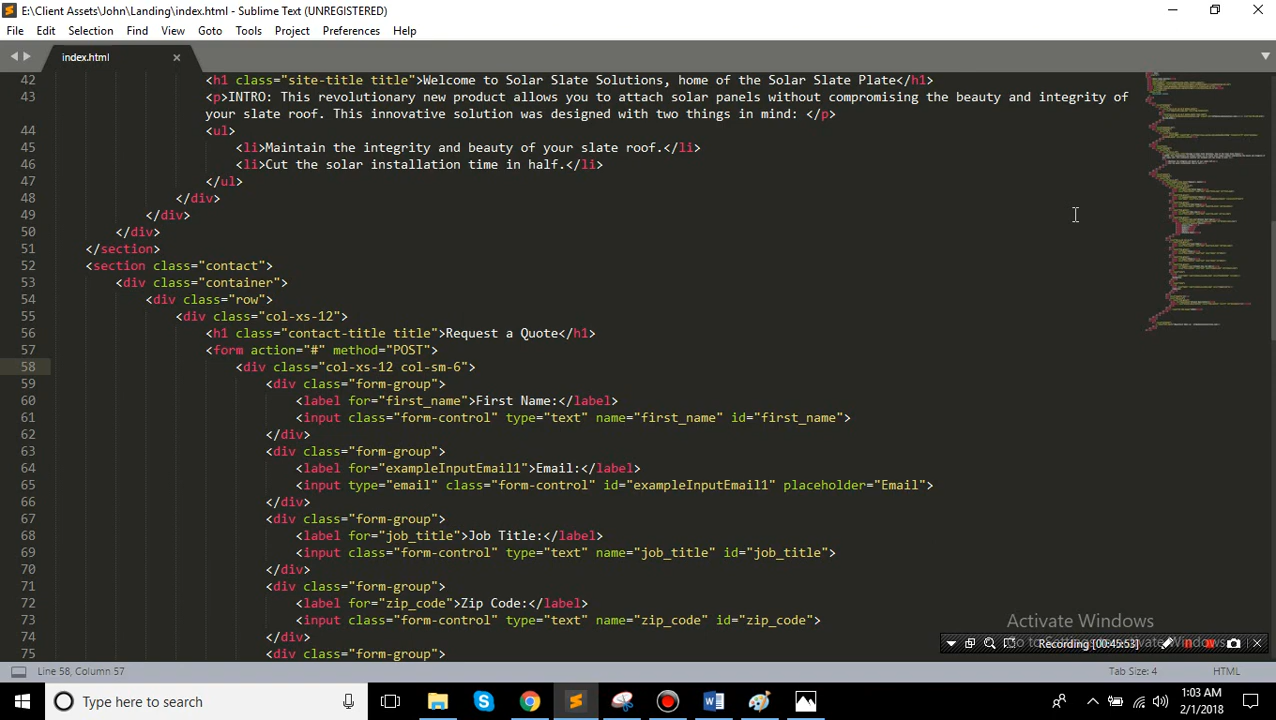 E:\Client Assets\John\Landing\index.html - Sublime Text (UNREGISTERED)
File Edit Selection Find View Goto Tools Project Preferences Help
index.html
42 <h1 class="site-title title">Welcome to Solar Slate Solutions, home of the Solar Slate Plate</h1>
43 <p>INTRO: This revolutionary new product allows you to attach solar panels without compromising the beauty and integrity of
your slate roof. This innovative solution was designed with two things in mind: </p>
44 <ul>
45 <li>Maintain the integrity and beauty of your slate roof.</li>
46 <li>Cut the solar installation time in half.</li>
47 </ul>
48 </div>
49 </div>
50 </div>
51 </section>
52 <section class="contact">
53 <div class="container">
54 <div class="row">
55 <div class="col-xs-12">
56 <h1 class="contact-title title">Request a Quote</h1>
57 <form action="#" method="POST">
58 <div class="col-xs-12 col-sm-6">
59 <div class="form-group">
60 <label for="first_name">First Name:</label>
61 <input class="form-control" type="text" name="first_name" id="first_name">
62 </div>
63 <div class="form-group">
64 <label for="exampleInputEmail1">Email:</label>
65 <input type="email" class="form-control" id="exampleInputEmail1" placeholder="Email">
66 </div>
67 <div class="form-group">
68 <label for="job_title">Job Title:</label>
69 <input class="form-control" type="text" name="job_title" id="job_title">
70 </div>
71 <div class="form-group">
72 <label for="zip_code">Zip Code:</label>
73 <input class="form-control" type="text" name="zip_code" id="zip_code">
74 </div>
75 <div class="form-group">
Activate Windows
Go to Settings to activate Windows.
Recording [00:45:53]
Line 58, Column 57 Tab Size: 4 HTML
Type here to search
1:03 AM
2/1/2018